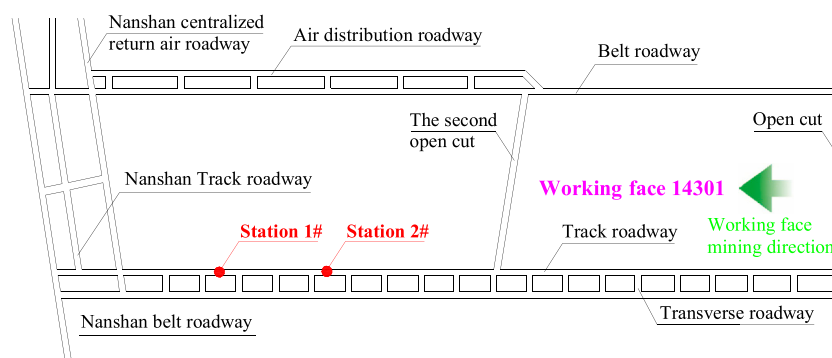 Nanshan centralized
return air roadway
Air distribution roadway
Belt roadway
The second
open cut
Open cut
Nanshan Track roadway
Working face 14301
Working face
mining direction
Station 1#
Station 2#
Track roadway
Transverse roadway
Nanshan belt roadway